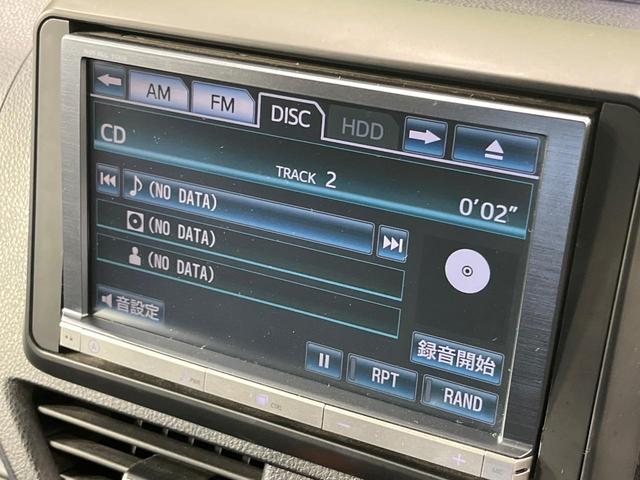 AM FM DISC HDD
CD
TRACK 2
0'02"
(NO DATA)
(NO DATA)
(NO DATA)
音設定
録音開始
RPT
RAND